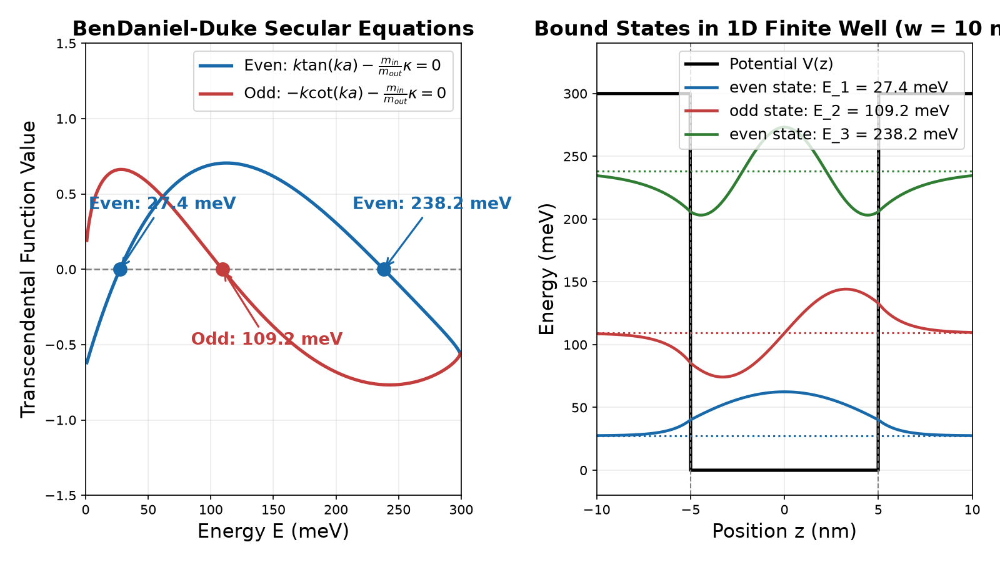 BenDaniel-Duke Secular Equations
1.5
1.0
0.5
0.0
−0.5
−1.0
−1.5
Transcendental Function Value
Even: k tan(ka) − m_in/m_out κ = 0
Odd: −k cot(ka) − m_in/m_out κ = 0
Even: 27.4 meV
Even: 238.2 meV
Odd: 109.2 meV
0 50 100 150 200 250 300
Energy E (meV)
Bound States in 1D Finite Well (w = 10 n
Potential V(z)
even state: E_1 = 27.4 meV
odd state: E_2 = 109.2 meV
even state: E_3 = 238.2 meV
300
250
200
150
100
50
0
Energy (meV)
−10 −5 0 5 10
Position z (nm)